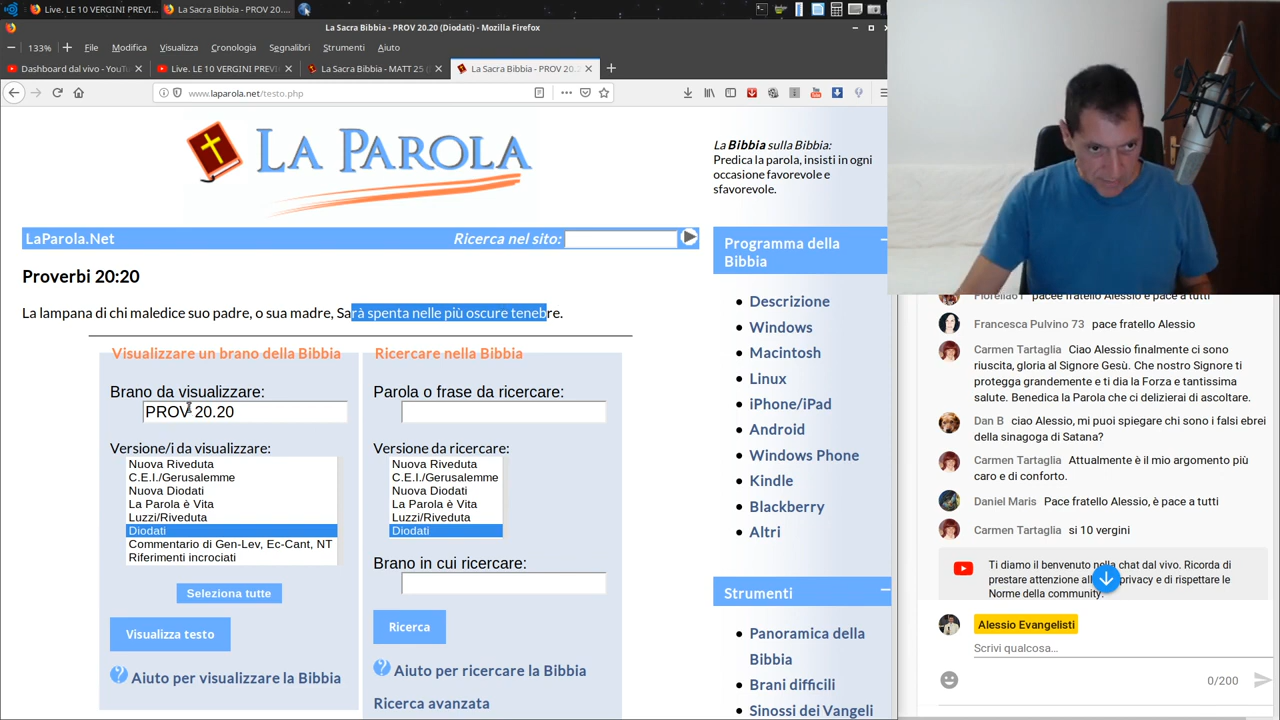 Live. LE 10 VERGINI PREVI...
La Sacra Bibbia - PROV 20....
La Sacra Bibbia - PROV 20.20 (Diodati) - Mozilla Firefox
133%
File
Modifica
Visualizza
Cronologia
Segnalibri
Strumenti
Aiuto
Dashboard dal vivo - YouTu
Live. LE 10 VERGINI PREVI
La Sacra Bibbia - MATT 25 (
La Sacra Bibbia - PROV 20.
www.laparola.net/testo.php
LA PAROLA
La Bibbia sulla Bibbia:
Predica la parola, insisti in ogni
occasione favorevole e
sfavorevole.
LaParola.Net
Ricerca nel sito:
Proverbi 20:20
La lampana di chi maledice suo padre, o sua madre, Sarà spenta nelle più oscure tenebre.
Visualizzare un brano della Bibbia
Brano da visualizzare:
PROV 20.20
Versione/i da visualizzare:
Nuova Riveduta
C.E.I./Gerusalemme
Nuova Diodati
La Parola è Vita
Luzzi/Riveduta
Diodati
Commentario di Gen-Lev, Ec-Cant, NT
Riferimenti incrociati
Seleziona tutte
Visualizza testo
Aiuto per visualizzare la Bibbia
Ricercare nella Bibbia
Parola o frase da ricercare:
Versione da ricercare:
Nuova Riveduta
C.E.I./Gerusalemme
Nuova Diodati
La Parola è Vita
Luzzi/Riveduta
Diodati
Brano in cui ricercare:
Ricerca
Aiuto per ricercare la Bibbia
Ricerca avanzata
Programma della
Bibbia
Descrizione
Windows
Macintosh
Linux
iPhone/iPad
Android
Windows Phone
Kindle
Blackberry
Altri
Strumenti
Panoramica della
Bibbia
Brani difficili
Sinossi dei Vangeli
Fiorella61 pacee fratello Alessio e pace a tutti
Francesca Pulvino 73 pace fratello Alessio
Carmen Tartaglia Ciao Alessio finalmente ci sono
riuscita, gloria al Signore Gesù. Che nostro Signore ti
protegga grandemente e ti dia la Forza e tantissima
salute. Benedica la Parola che ci delizierai di ascoltare.
Dan B ciao Alessio, mi puoi spiegare chi sono i falsi ebrei
della sinagoga di Satana?
Carmen Tartaglia Attualmente è il mio argomento più
caro e di conforto.
Daniel Maris Pace fratello Alessio, è pace a tutti
Carmen Tartaglia si 10 vergini
Ti diamo il benvenuto nella chat dal vivo. Ricorda di
prestare attenzione privacy e di rispettare le
Norme della community.
Alessio Evangelisti
Scrivi qualcosa...
0/200